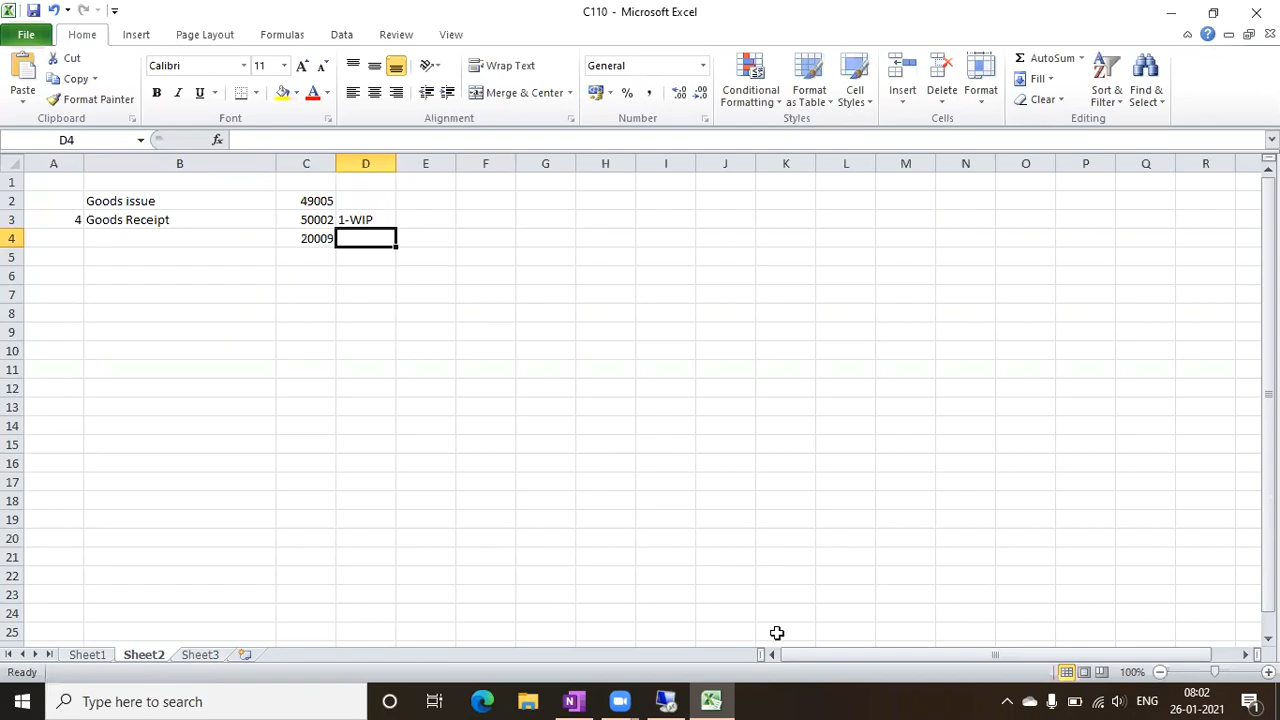 C110 - Microsoft Excel
File Home Insert Page Layout Formulas Data Review View
Paste
Cut
Copy
Format Painter
Clipboard
Calibri 11
B I U
Font
Wrap Text
Merge & Center
Alignment
General
%
Number
Conditional Formatting
Format as Table
Cell Styles
Styles
Insert Delete Format
Cells
AutoSum
Fill
Clear
Sort & Filter
Find & Select
Editing
D4 fx
A B C D E F G H I J K L M N O P Q R
1
2 Goods issue 49005
3 4 Goods Receipt 50002 1-WIP
4 20009
5
6
7
8
9
10
11
12
13
14
15
16
17
18
19
20
21
22
23
24
25
Sheet1 Sheet2 Sheet3
Ready 100%
Type here to search
ENG
08:02
26-01-2021